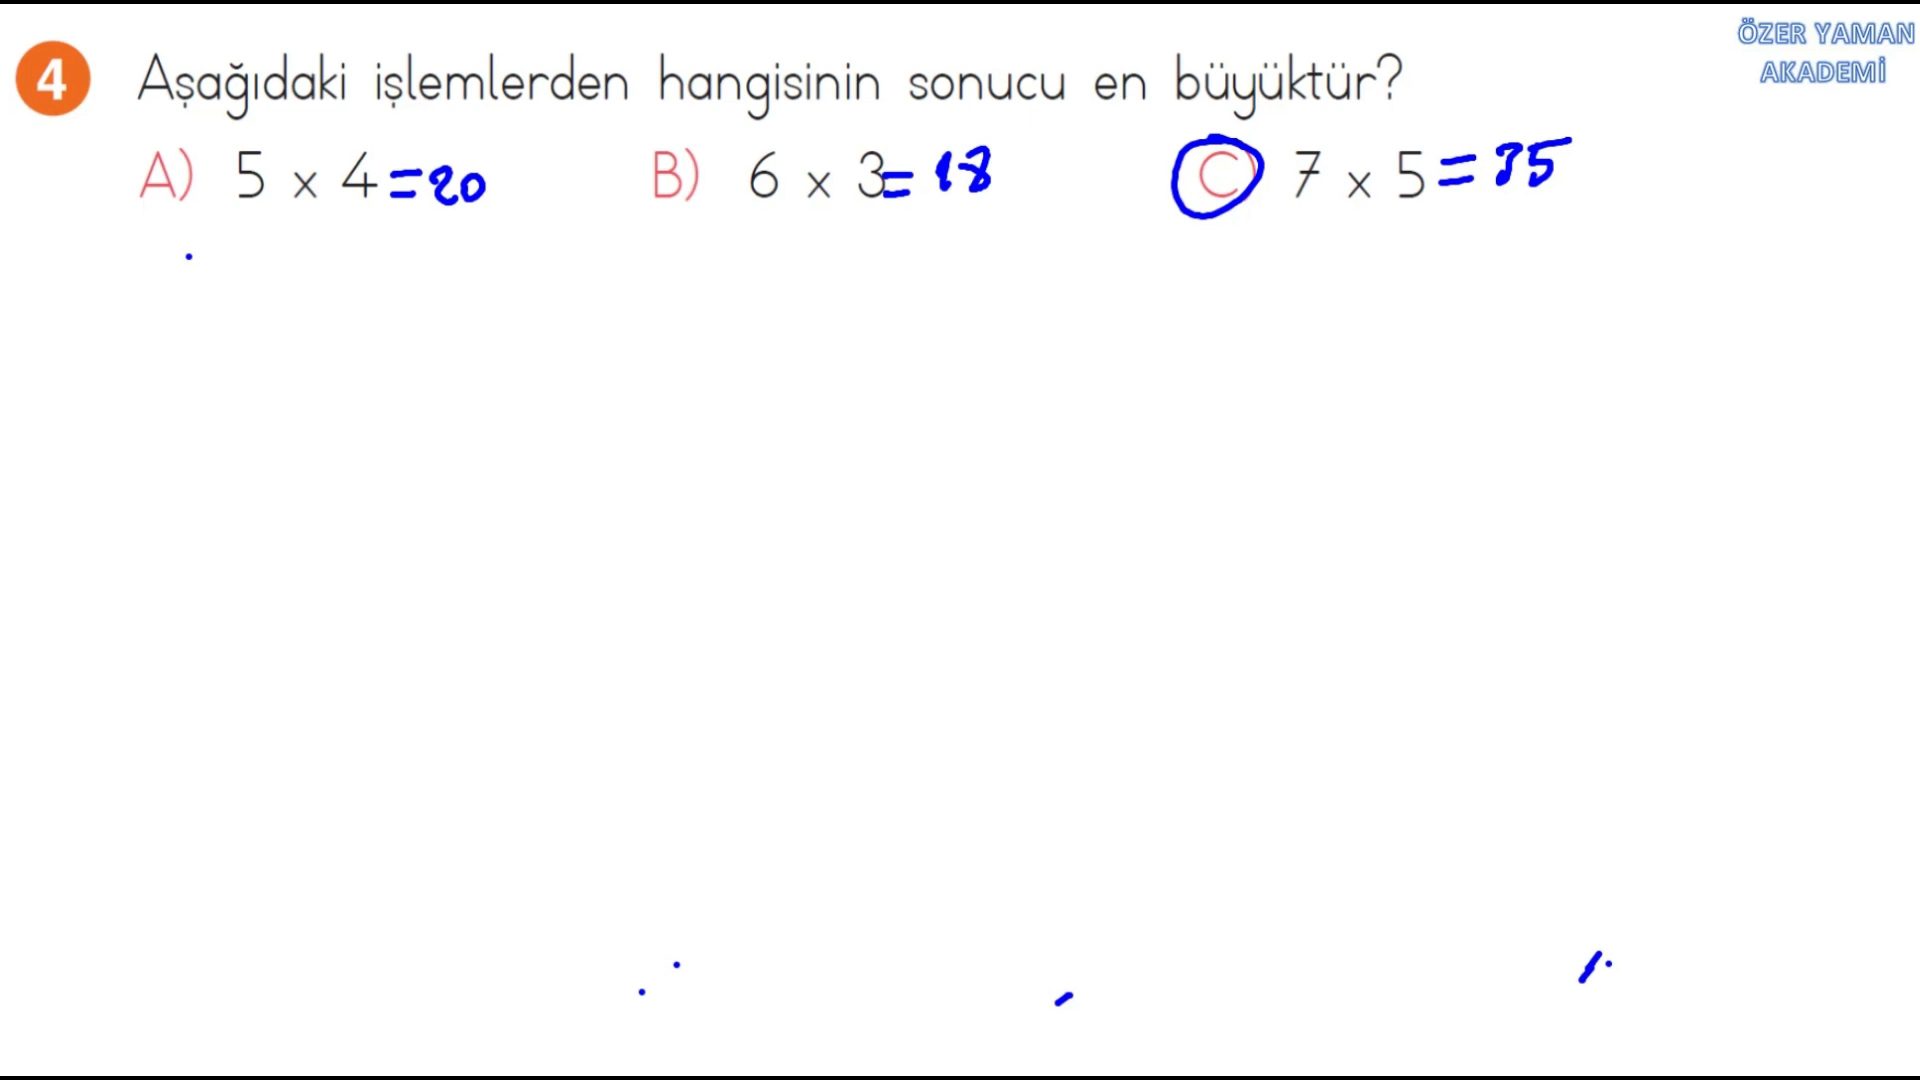 ÖZER YAMAN
AKADEMİ
4 Aşağıdaki işlemlerden hangisinin sonucu en büyüktür?
A) 5 x 4 = 20 B) 6 x 3 = 18 C) 7 x 5 = 35